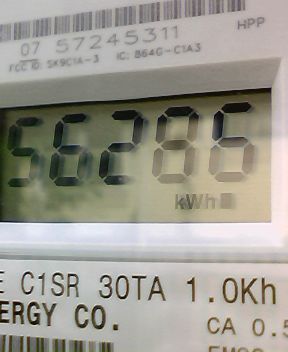 HPP
07 57245311
FCC ID: SK9C1A-3 IC: 864G-C1A3
56286
kWh
E C1SR 30TA 1.0Kh
ERGY CO.
CA 0.5